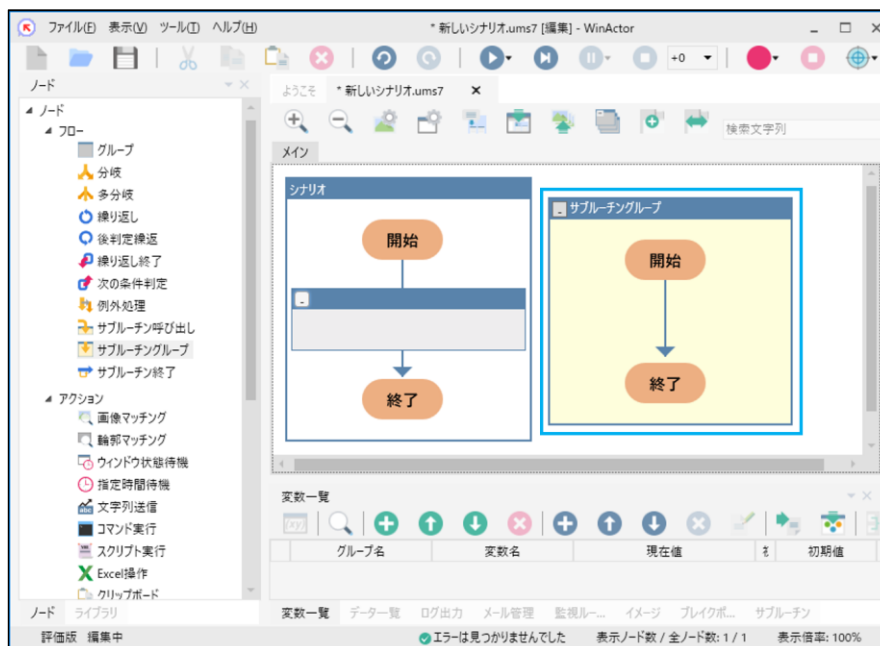 ファイル(F) 表示(V) ツール(T) ヘルプ(H) * 新しいシナリオ.ums7 [編集] - WinActor
+0
ノード
ようこそ * 新しいシナリオ.ums7
検索文字列
メイン
ノード
フロー
グループ
分岐
多分岐
繰り返し
後判定繰返
繰り返し終了
次の条件判定
例外処理
サブルーチン呼び出し
サブルーチングループ
サブルーチン終了
アクション
画像マッチング
輪郭マッチング
ウィンドウ状態待機
指定時間待機
文字列送信
コマンド実行
スクリプト実行
Excel操作
クリップボード
ノード ライブラリ
シナリオ
開始
終了
サブルーチングループ
開始
終了
変数一覧
グループ名 変数名 現在値 初期値
変数一覧 データ一覧 ログ出力 メール管理 監視ルー... イメージ ブレイクポ... サブルーチン
評価版 編集中 エラーは見つかりませんでした 表示ノード数 / 全ノード数: 1 / 1 表示倍率: 100%